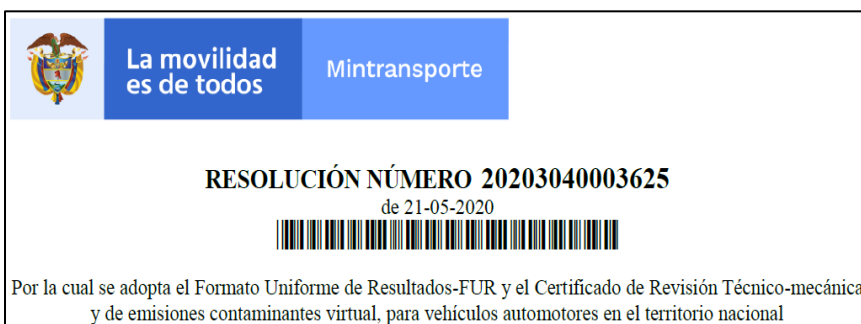 La movilidad
es de todos
Mintransporte
RESOLUCIÓN NÚMERO 20203040003625
de 21-05-2020
Por la cual se adopta el Formato Uniforme de Resultados-FUR y el Certificado de Revisión Técnico-mecánica
y de emisiones contaminantes virtual, para vehículos automotores en el territorio nacional